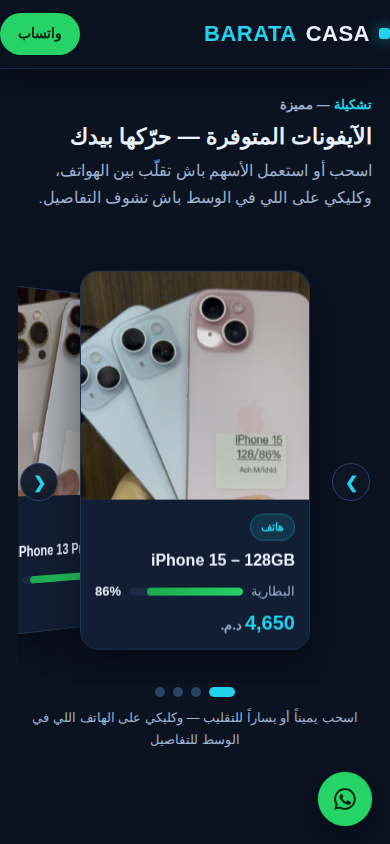 CASA BARATA
واتساب
تشكيلة — مميزة
الآيفونات المتوفرة — حرّكها بيدك
اسحب أو استعمل الأسهم باش تقلّب بين الهواتف،
وكليكي على اللي في الوسط باش تشوف التفاصيل.
IPhone 15
128/86%
هاتف
iPhone 15 – 128GB
البطارية 86%
4,650 د.م.
iPhone 13 P
اسحب يميناً أو يساراً للتقليب — وكليكي على الهاتف اللي في
الوسط للتفاصيل